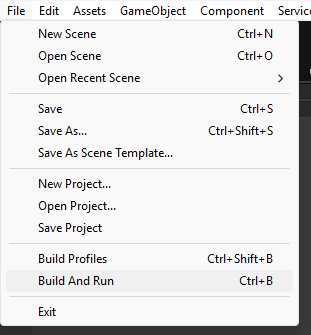 File Edit Assets GameObject Component Servic
New Scene Ctrl+N
Open Scene Ctrl+O
Open Recent Scene
Save Ctrl+S
Save As... Ctrl+Shift+S
Save As Scene Template...
New Project...
Open Project...
Save Project
Build Profiles Ctrl+Shift+B
Build And Run Ctrl+B
Exit